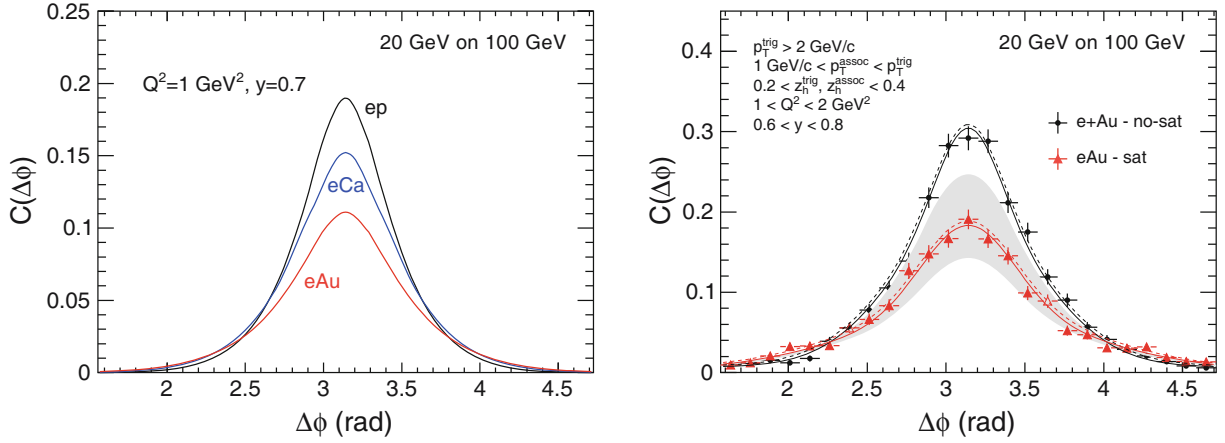 0.25
0.20
0.15
0.10
0.05
0
C(Δϕ)
20 GeV on 100 GeV
Q²=1 GeV², y=0.7
ep
eCa
eAu
2
2.5
3
3.5
4
4.5
Δϕ (rad)
0.4
0.3
0.2
0.1
0
C(Δϕ)
20 GeV on 100 GeV
p_T^trig > 2 GeV/c
1 GeV/c < p_T^assoc < p_T^trig
0.2 < z_h^trig, z_h^assoc < 0.4
1 < Q² < 2 GeV²
0.6 < y < 0.8
e+Au - no-sat
eAu - sat
2
2.5
3
3.5
4
4.5
Δϕ (rad)